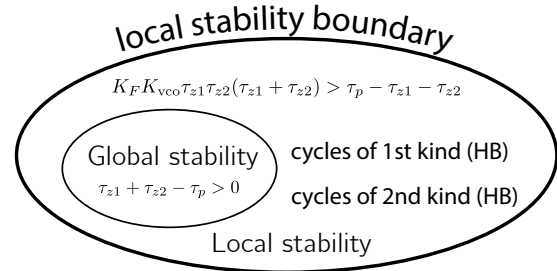 local stability boundary
K_F K_vco τ_z1 τ_z2 (τ_z1 + τ_z2) > τ_p − τ_z1 − τ_z2
Global stability
τ_z1 + τ_z2 − τ_p > 0
cycles of 1st kind (HB)
cycles of 2nd kind (HB)
Local stability